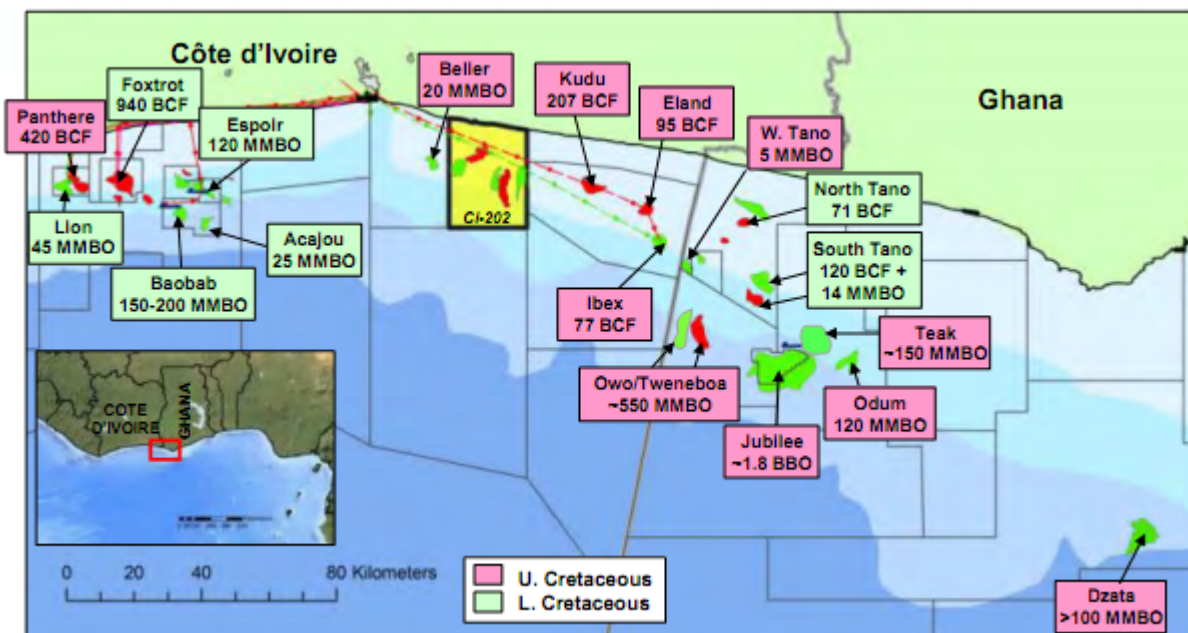 Côte d'Ivoire
Ghana
Foxtrot
940 BCF
Panthere
420 BCF
Espoir
120 MMBO
Beller
20 MMBO
Kudu
207 BCF
Eland
95 BCF
W. Tano
5 MMBO
North Tano
71 BCF
Lion
45 MMBO
Acajou
25 MMBO
Baobab
150-200 MMBO
CI-202
South Tano
120 BCF +
14 MMBO
Ibex
77 BCF
Teak
~150 MMBO
Owo/Tweneboa
~550 MMBO
Jubilee
~1.8 BBO
Odum
120 MMBO
Dzata
>100 MMBO
COTE
D'IVOIRE
GHANA
0 20 40 80 Kilometers
U. Cretaceous
L. Cretaceous